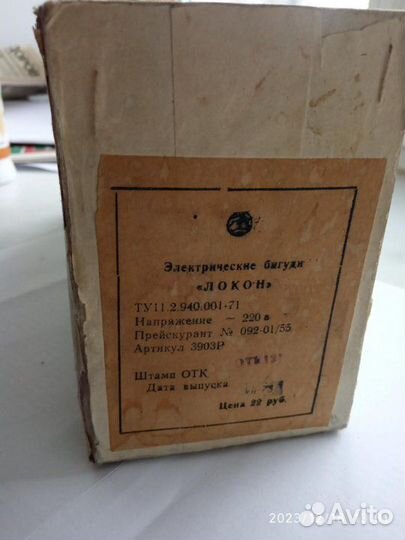 Электрические бигуди
«ЛОКОН»
ТУ11.2.940.001-71
Напряжение ~ 220 в
Прейскурант № 092-01/55
Артикул 3903Р
Штамп ОТК
Дата выпуска
Цена 22 руб.
Avito